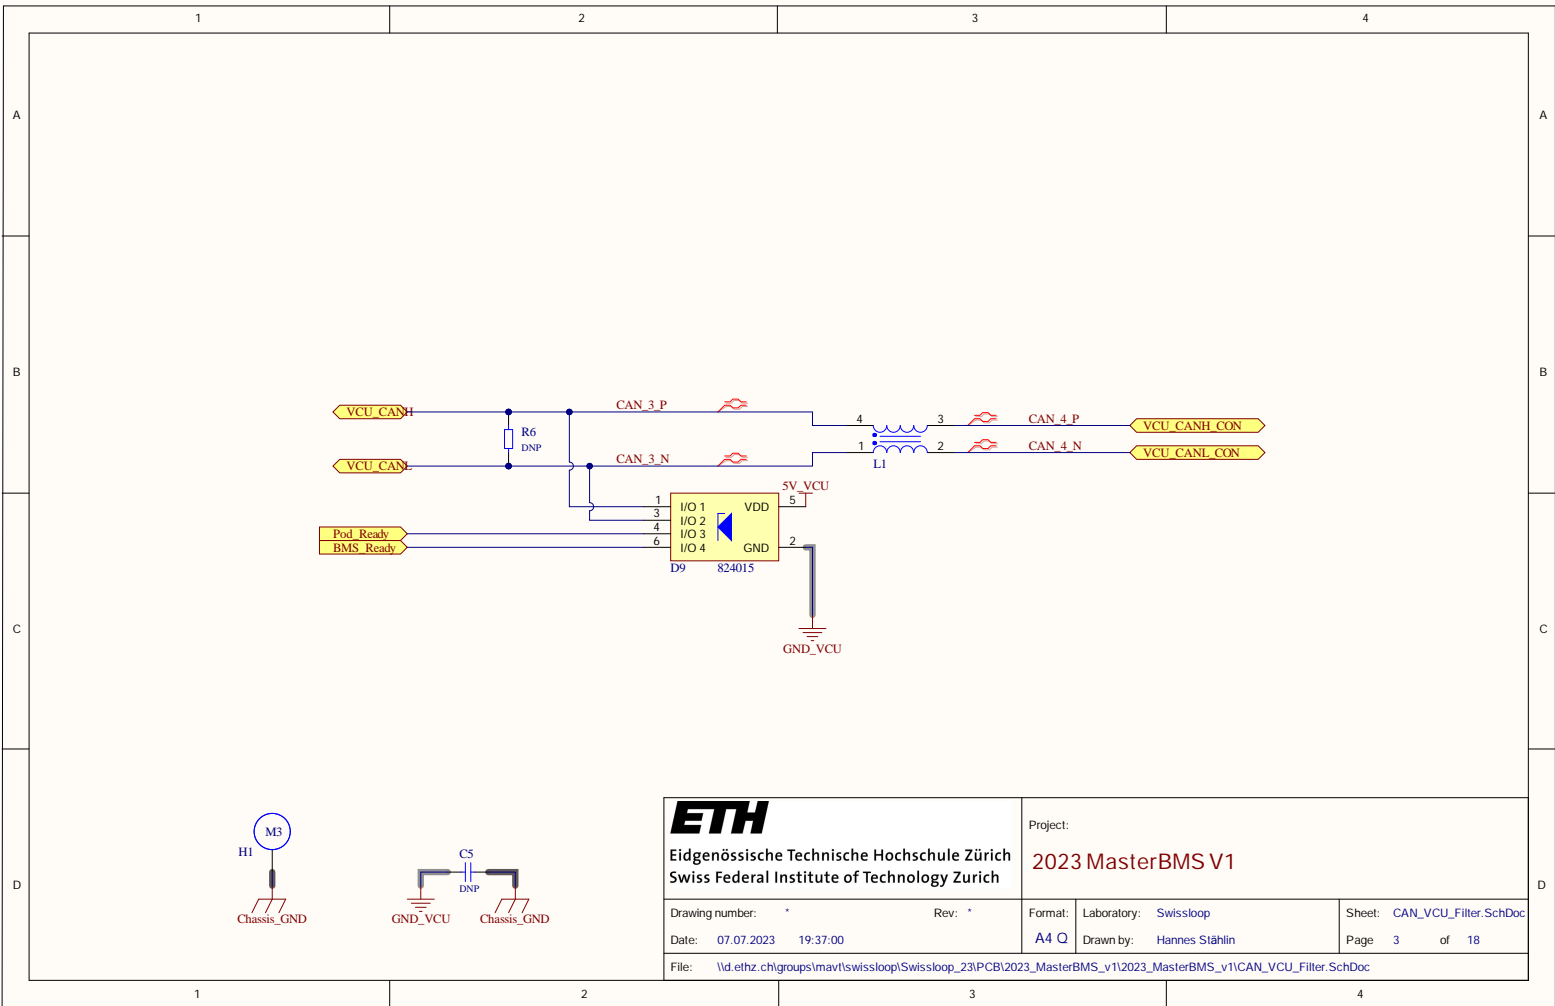 1 2 3 4
A A
B B
C C
D D
VCU_CANH
CAN_3_P
R6
DNP
VCU_CANL
CAN_3_N
4 3
1 2
L1
CAN_4_P
CAN_4_N
VCU_CANH_CON
VCU_CANL_CON
5V_VCU
1 I/O 1 VDD 5
3 I/O 2
4 I/O 3
6 I/O 4 GND 2
D9 824015
Pod_Ready
BMS_Ready
GND_VCU
M3
H1
Chassis_GND
C5
DNP
GND_VCU
Chassis_GND
ETH
Eidgenössische Technische Hochschule Zürich
Swiss Federal Institute of Technology Zurich
Project:
2023 MasterBMS V1
Drawing number: * Rev: *
Date: 07.07.2023 19:37:00
Format:
A4 Q
Laboratory: Swissloop
Drawn by: Hannes Stählin
Sheet: CAN_VCU_Filter.SchDoc
Page 3 of 18
File: \\d.ethz.ch\groups\mavt\swissloop\Swissloop_23\PCB\2023_MasterBMS_v1\2023_MasterBMS_v1\CAN_VCU_Filter.SchDoc
1 2 3 4